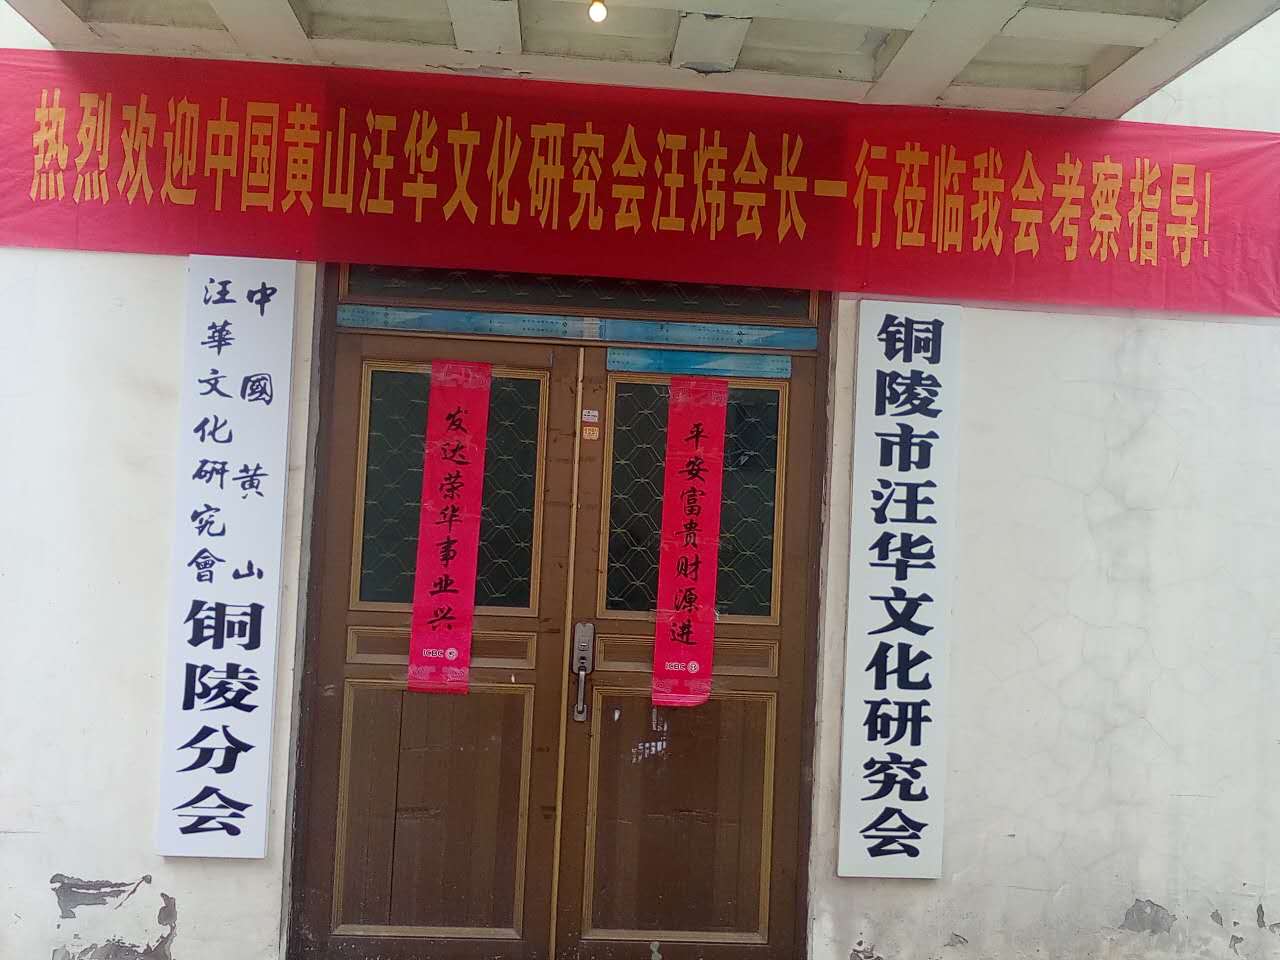 热烈欢迎中国黄山汪华文化研究会汪炜会长一行莅临我会考察指导!
中國黄山
汪華文化研究會
铜陵分会
发达荣华事业兴
ICBC
平安富贵财源进
ICBC
铜陵市汪华文化研究会